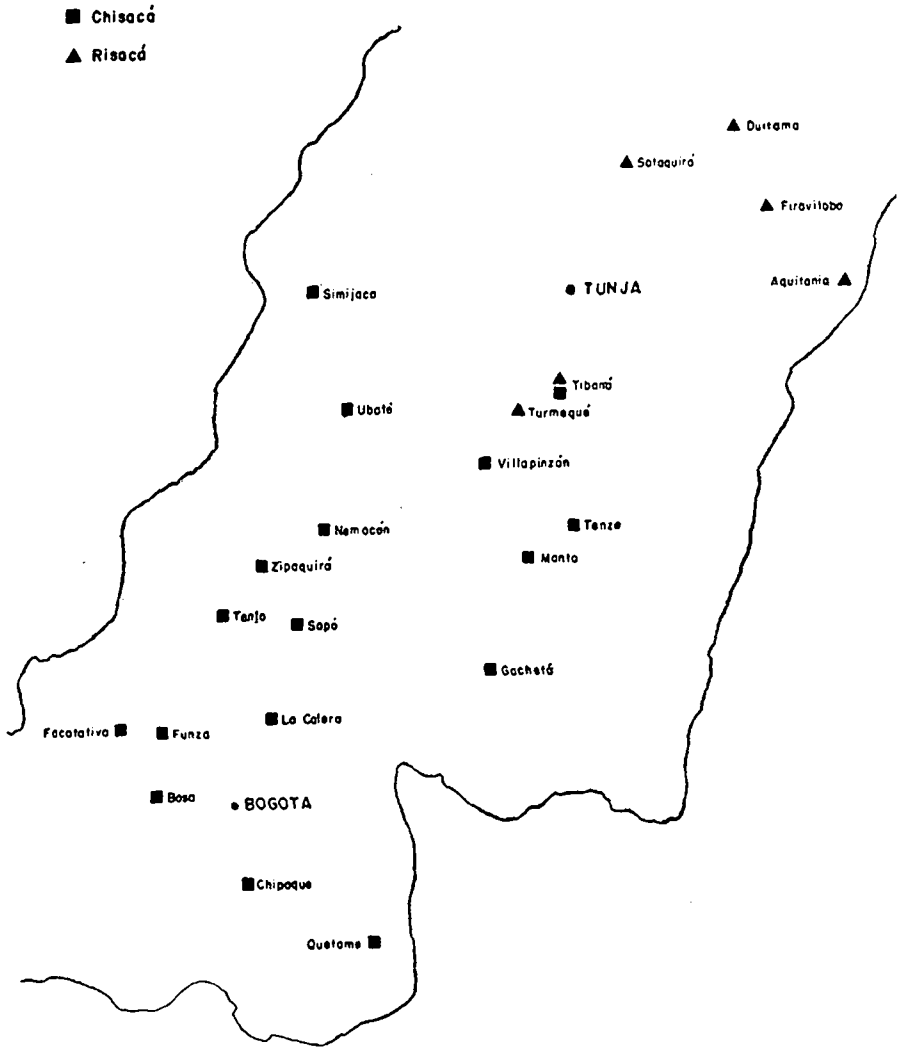 Chisacá
Risacá
Duitama
Sotaquirá
Firavitoba
Aquitania
Simijaca
TUNJA
Tibaná
Ubaté
Turmequé
Villapinzón
Nemocón
Tenza
Zipaquirá
Manta
Tenjo
Sopó
Gachetá
La Calera
Facatativa
Funza
Bosa
BOGOTA
Chipaque
Quetame